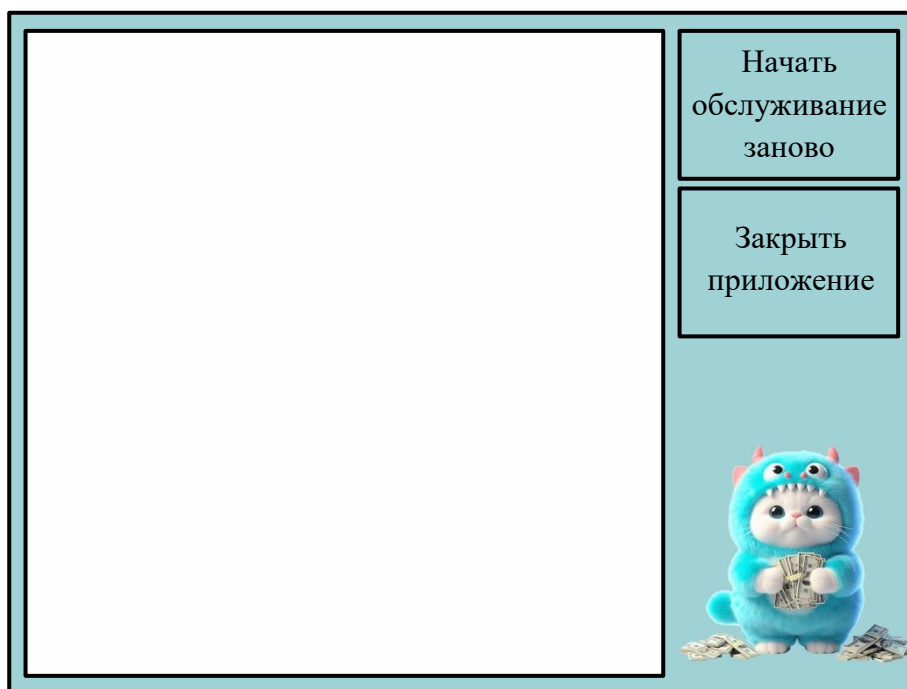 Начать
обслуживание
заново
Закрыть
приложение